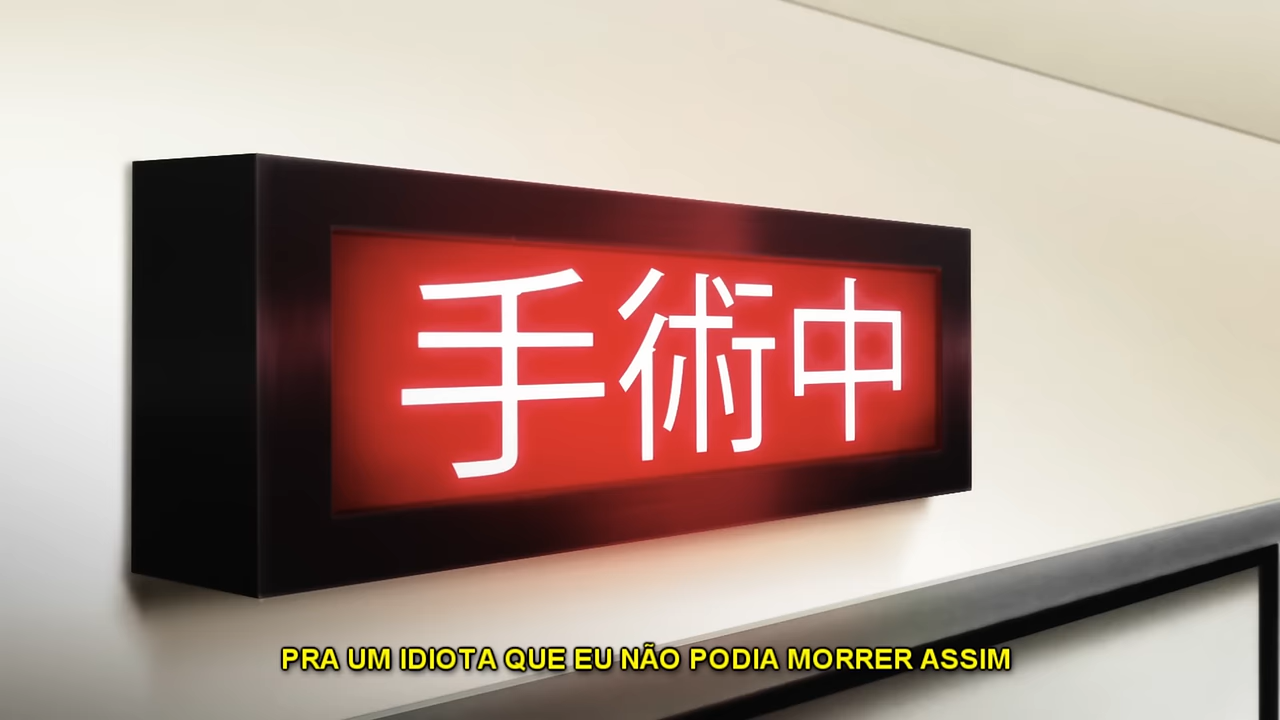 手術中
PRA UM IDIOTA QUE EU NÃO PODIA MORRER ASSIM